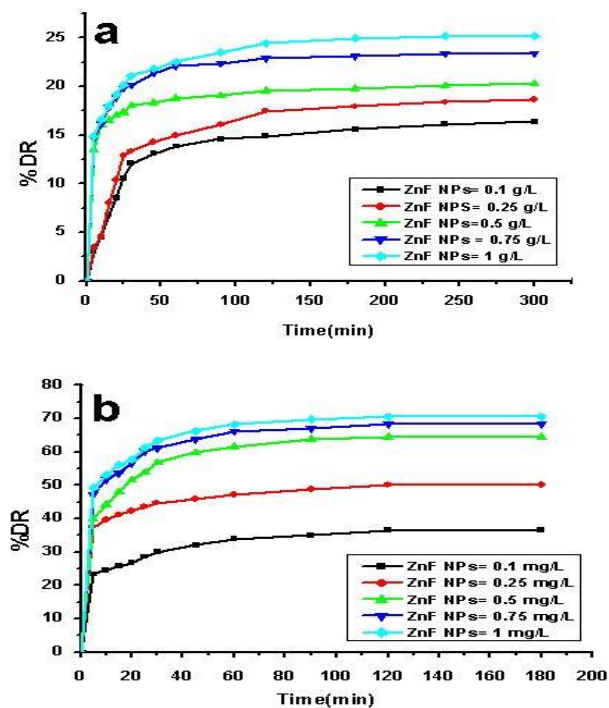 a
25
20
15
10
5
0
%DR
ZnF NPs= 0.1 g/L
ZnF NPS= 0.25 g/L
ZnF NPs=0.5 g/L
ZnF NPs = 0.75 g/L
ZnF NPs= 1 g/L
0 50 100 150 200 250 300
Time(min)
b
80
70
60
50
40
30
20
10
0
%DR
ZnF NPs= 0.1 mg/L
ZnF NPs= 0.25 mg/L
ZnF NPs= 0.5 mg/L
ZnF NPs= 0.75 mg/L
ZnF NPs= 1 mg/L
0 20 40 60 80 100 120 140 160 180 200
Time(min)